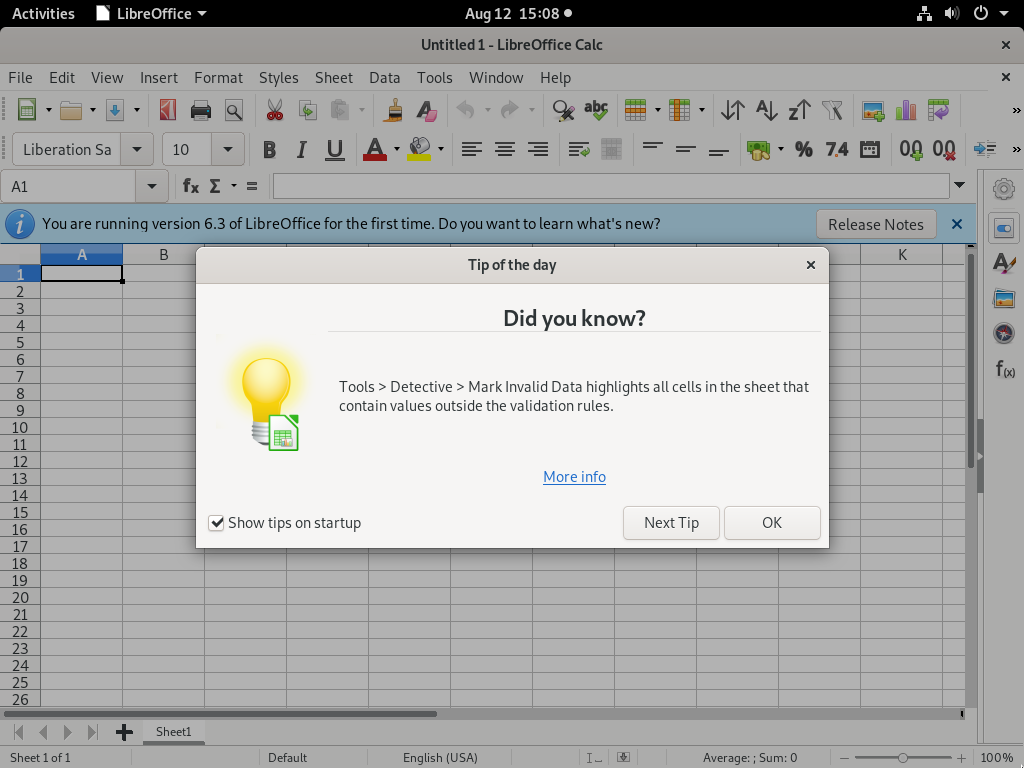 Activities LibreOffice Aug 12 15:08
Untitled 1 - LibreOffice Calc
File Edit View Insert Format Styles Sheet Data Tools Window Help
abc
Liberation Sa 10 B I U A % 7.4 00 00
A1 fx Σ =
You are running version 6.3 of LibreOffice for the first time. Do you want to learn what's new? Release Notes
A B K
Tip of the day
Did you know?
Tools > Detective > Mark Invalid Data highlights all cells in the sheet that
contain values outside the validation rules.
More info
Show tips on startup Next Tip OK
1
2
3
4
5
6
7
8
9
10
11
12
13
14
15
16
17
18
19
20
21
22
23
24
25
26
f(x)
Sheet1
Sheet 1 of 1 Default English (USA) Average: ; Sum: 0 100%